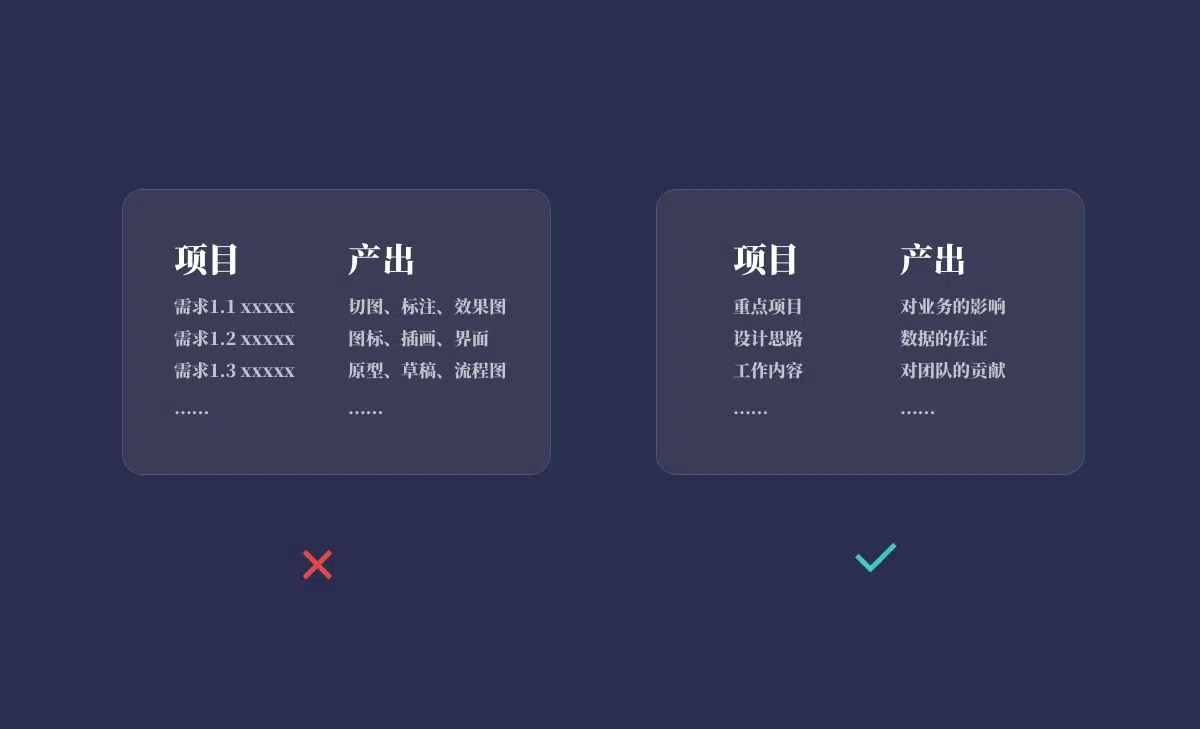 项目
需求1.1 xxxxx
需求1.2 xxxxx
需求1.3 xxxxx
……
产出
切图、标注、效果图
图标、插画、界面
原型、草稿、流程图
……
项目
重点项目
设计思路
工作内容
……
产出
对业务的影响
数据的佐证
对团队的贡献
……